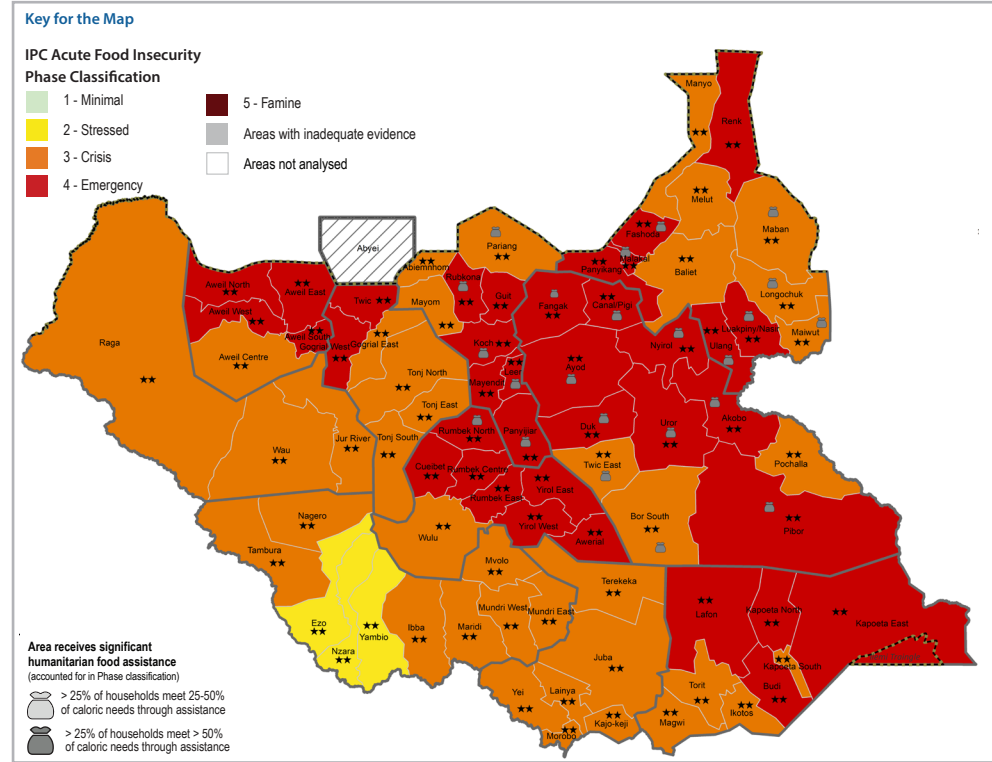 Key for the Map
IPC Acute Food Insecurity
Phase Classification
1 - Minimal
2 - Stressed
3 - Crisis
4 - Emergency
5 - Famine
Areas with inadequate evidence
Areas not analysed
Manyo
Renk
Melut
Maban
Fashoda
Abyei
Pariang
Malakal
Panyikang
Baliet
Abiemnhom
Rubkona
Longochuk
Aweil North
Aweil East
Twic
Mayom
Guit
Fangak
Canal/Pigi
Aweil West
Luakpiny/Nasir
Maiwut
Ulang
Aweil South
Gogrial West
Gogrial East
Koch
Nyirol
Raga
Aweil Centre
Leer
Ayod
Tonj North
Mayendit
Tonj East
Akobo
Uror
Duk
Rumbek North
Panyijiar
Jur River
Tonj South
Wau
Twic East
Pochalla
Cueibet
Rumbek Centre
Rumbek East
Yirol East
Bor South
Nagero
Yirol West
Awerial
Pibor
Wulu
Tambura
Mvolo
Terekeka
Lafon
Kapoeta North
Kapoeta East
Mundri West
Mundri East
Ezo
Yambio
Ibba
Maridi
Nzara
Juba
Kapoeta South
Torit
Budi
Yei
Lainya
Ikotos
Magwi
Kajo-keji
Morobo
Area receives significant
humanitarian food assistance
(accounted for in Phase classification)
> 25% of households meet 25-50%
of caloric needs through assistance
> 25% of households meet > 50%
of caloric needs through assistance